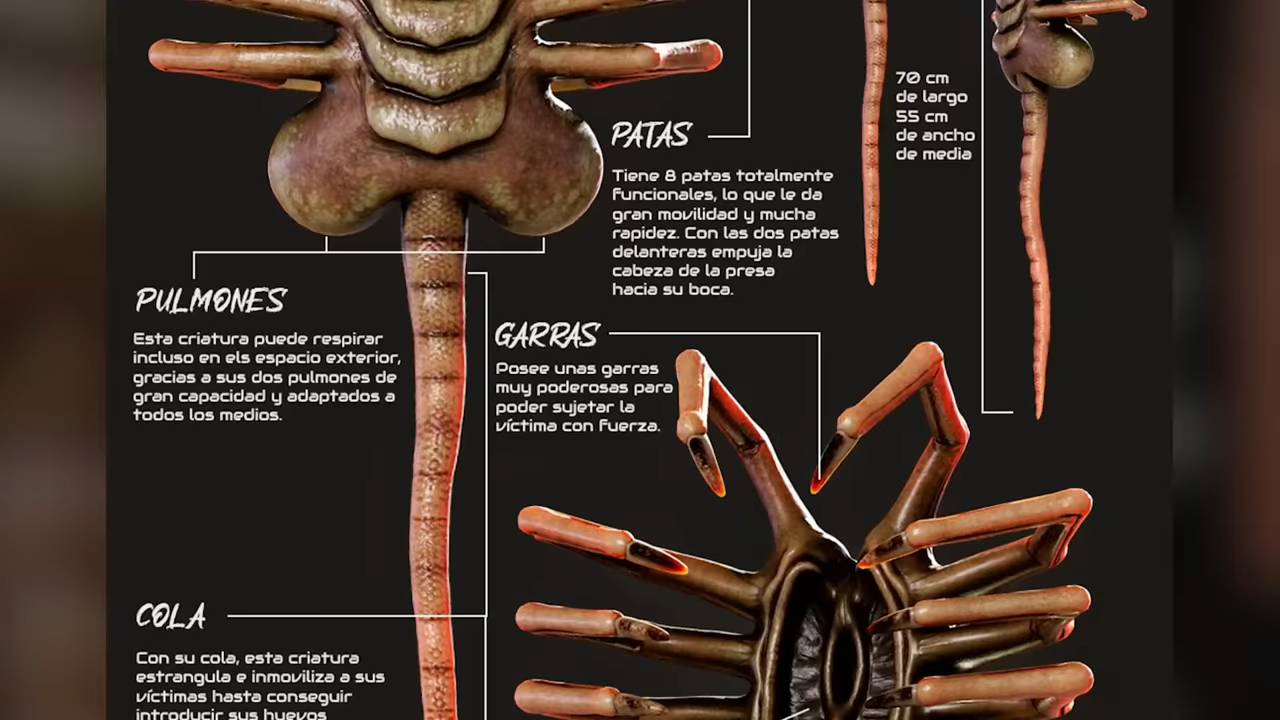 70 cm
de largo
55 cm
de ancho
de media
PATAS
Tiene 8 patas totalmente
funcionales, lo que le da
gran movilidad y mucha
rapidez. Con las dos patas
delanteras empuja la
cabeza de la presa
hacia su boca.
PULMONES
Esta criatura puede respirar
incluso en els espacio exterior,
gracias a sus dos pulmones de
gran capacidad y adaptados a
todos los medios.
GARRAS
Posee unas garras
muy poderosas para
poder sujetar la
víctima con fuerza.
COLA
Con su cola, esta criatura
estrangula e inmoviliza a sus
víctimas hasta conseguir
introducir sus huevos